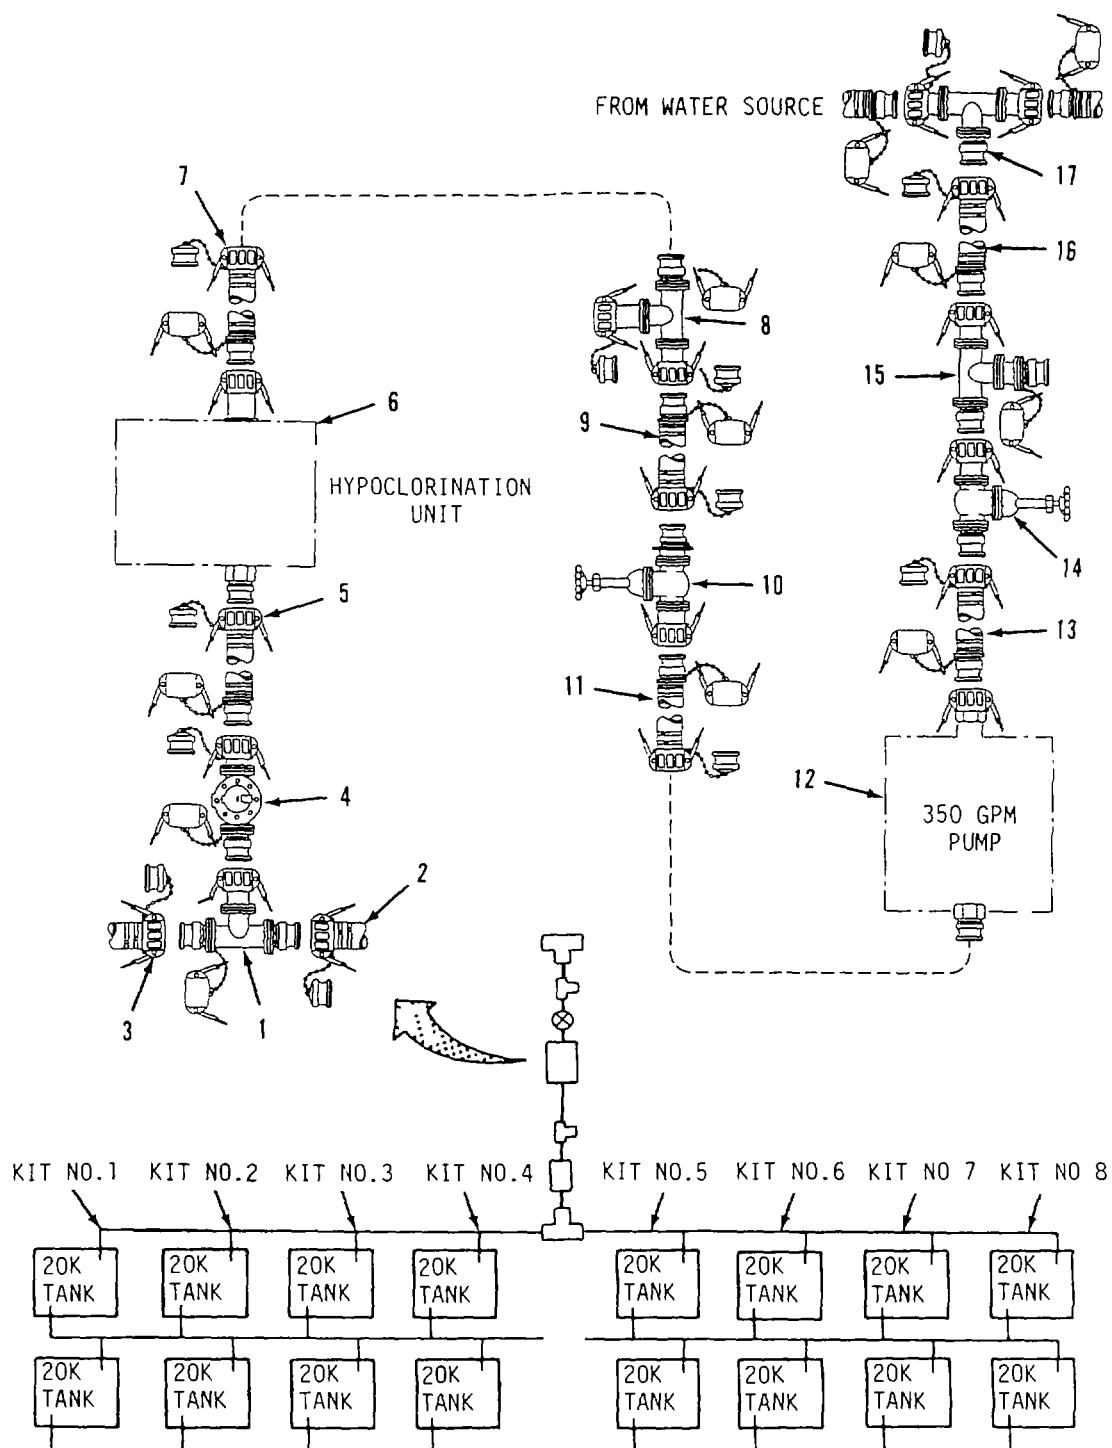 FROM WATER SOURCE
7
17
16
8
15
6
9
HYPOCLORINATION
UNIT
14
10
5
13
11
12
350 GPM
PUMP
4
2
3
1
KIT NO.1
KIT NO.2
KIT NO.3
KIT NO.4
KIT NO.5
KIT NO.6
KIT NO 7
KIT NO 8
20K
TANK
20K
TANK
20K
TANK
20K
TANK
20K
TANK
20K
TANK
20K
TANK
20K
TANK
20K
TANK
20K
TANK
20K
TANK
20K
TANK
20K
TANK
20K
TANK
20K
TANK
20K
TANK